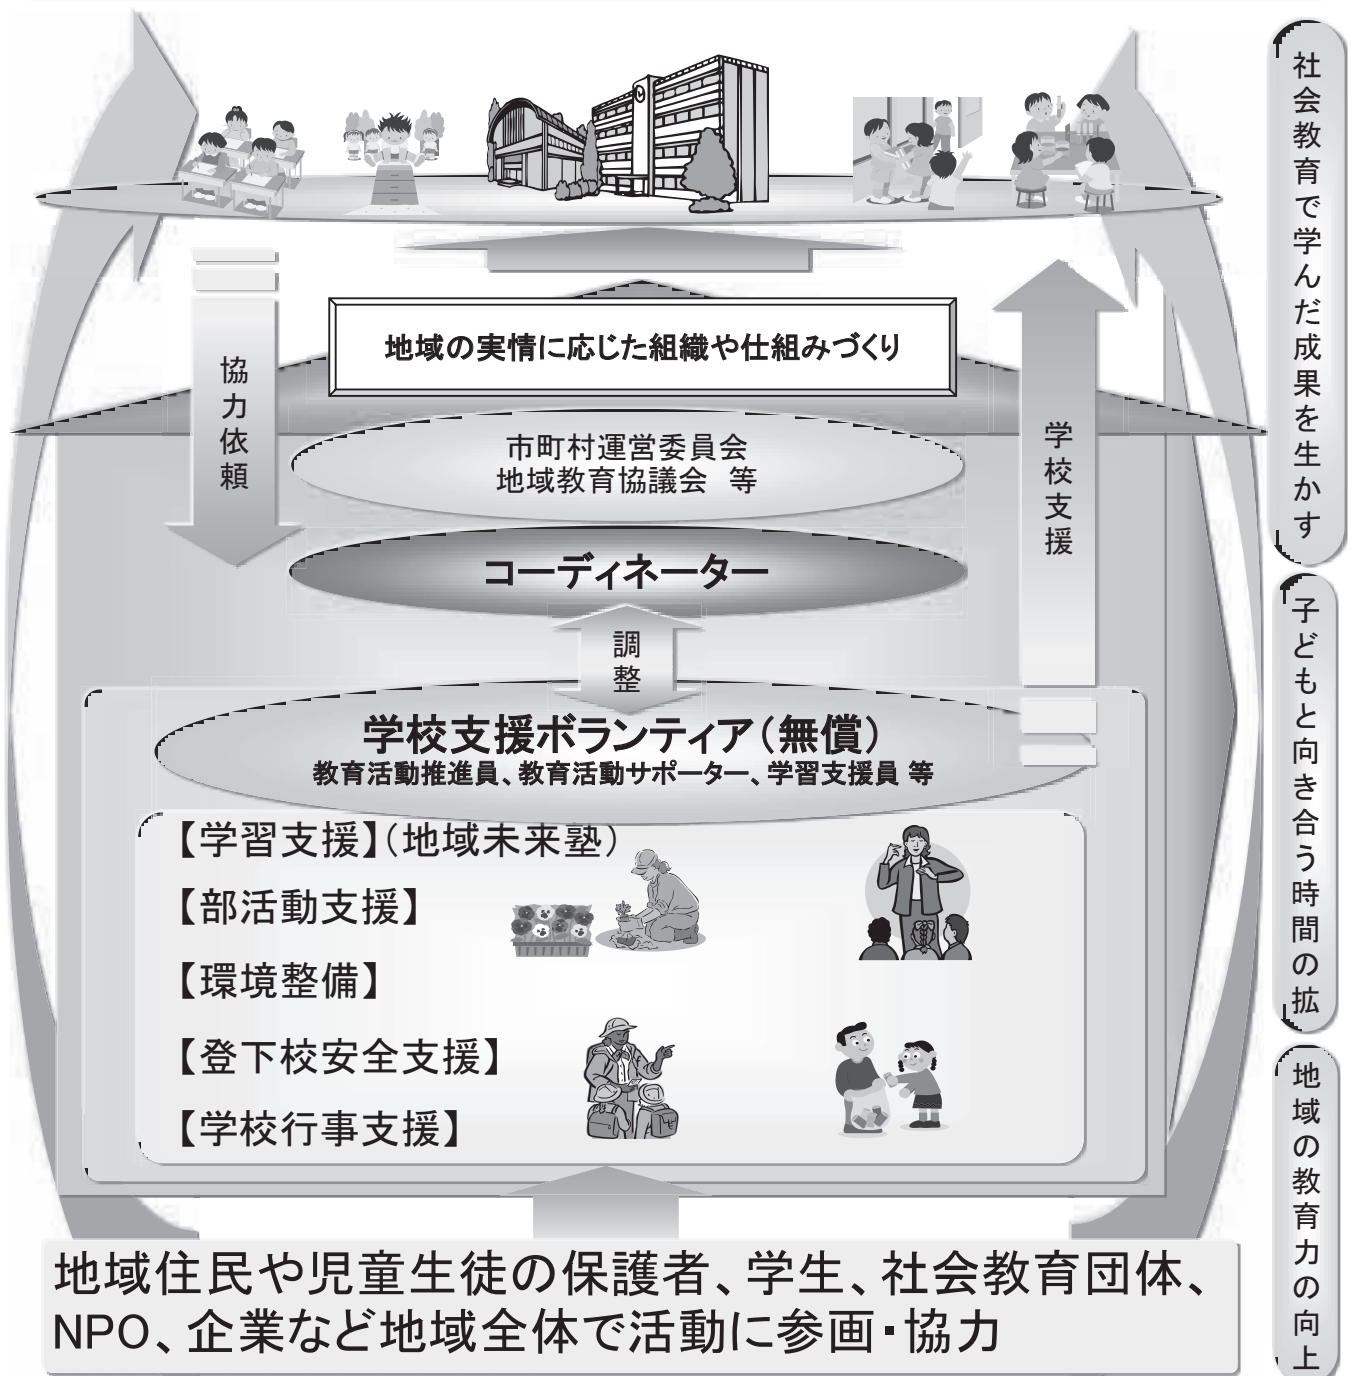 地域の実情に応じた組織や仕組みづくり
協力依頼
市町村運営委員会
地域教育協議会 等
コーディネーター
調整
学校支援
学校支援ボランティア(無償)
教育活動推進員、教育活動サポーター、学習支援員 等
【学習支援】(地域未来塾)
【部活動支援】
【環境整備】
【登下校安全支援】
【学校行事支援】
地域住民や児童生徒の保護者、学生、社会教育団体、
NPO、企業など地域全体で活動に参画・協力
社会教育で学んだ成果を生かす
子どもと向き合う時間の拡
地域の教育力の向上